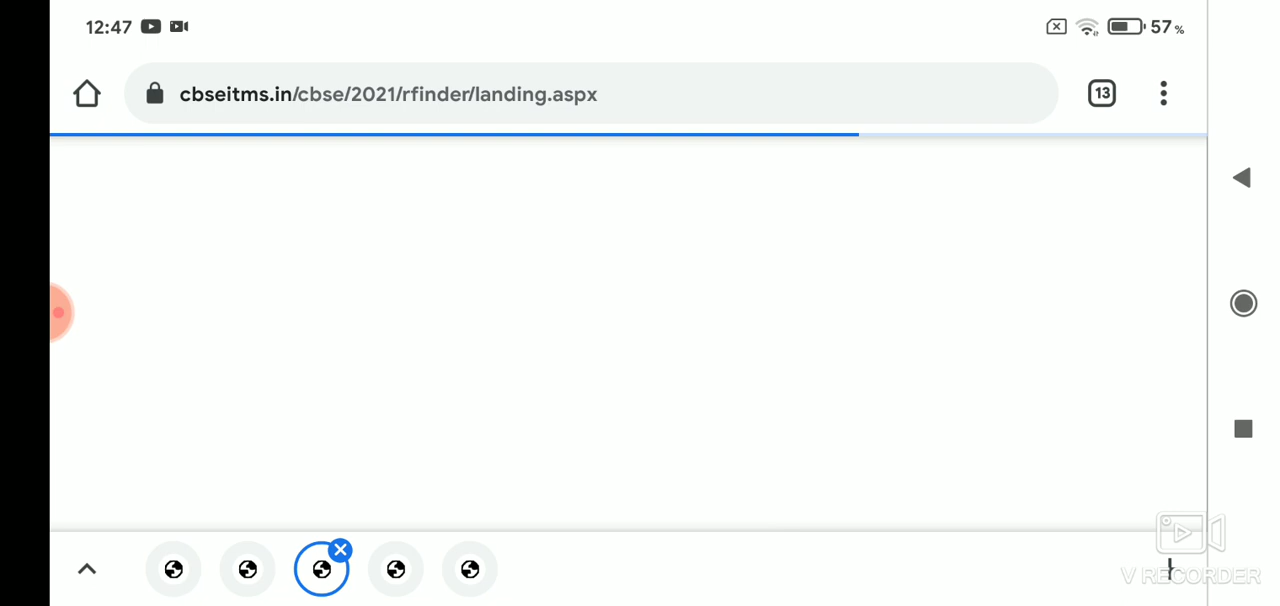 12:47
57 %
cbseitms.in/cbse/2021/rfinder/landing.aspx
13
V RECORDER